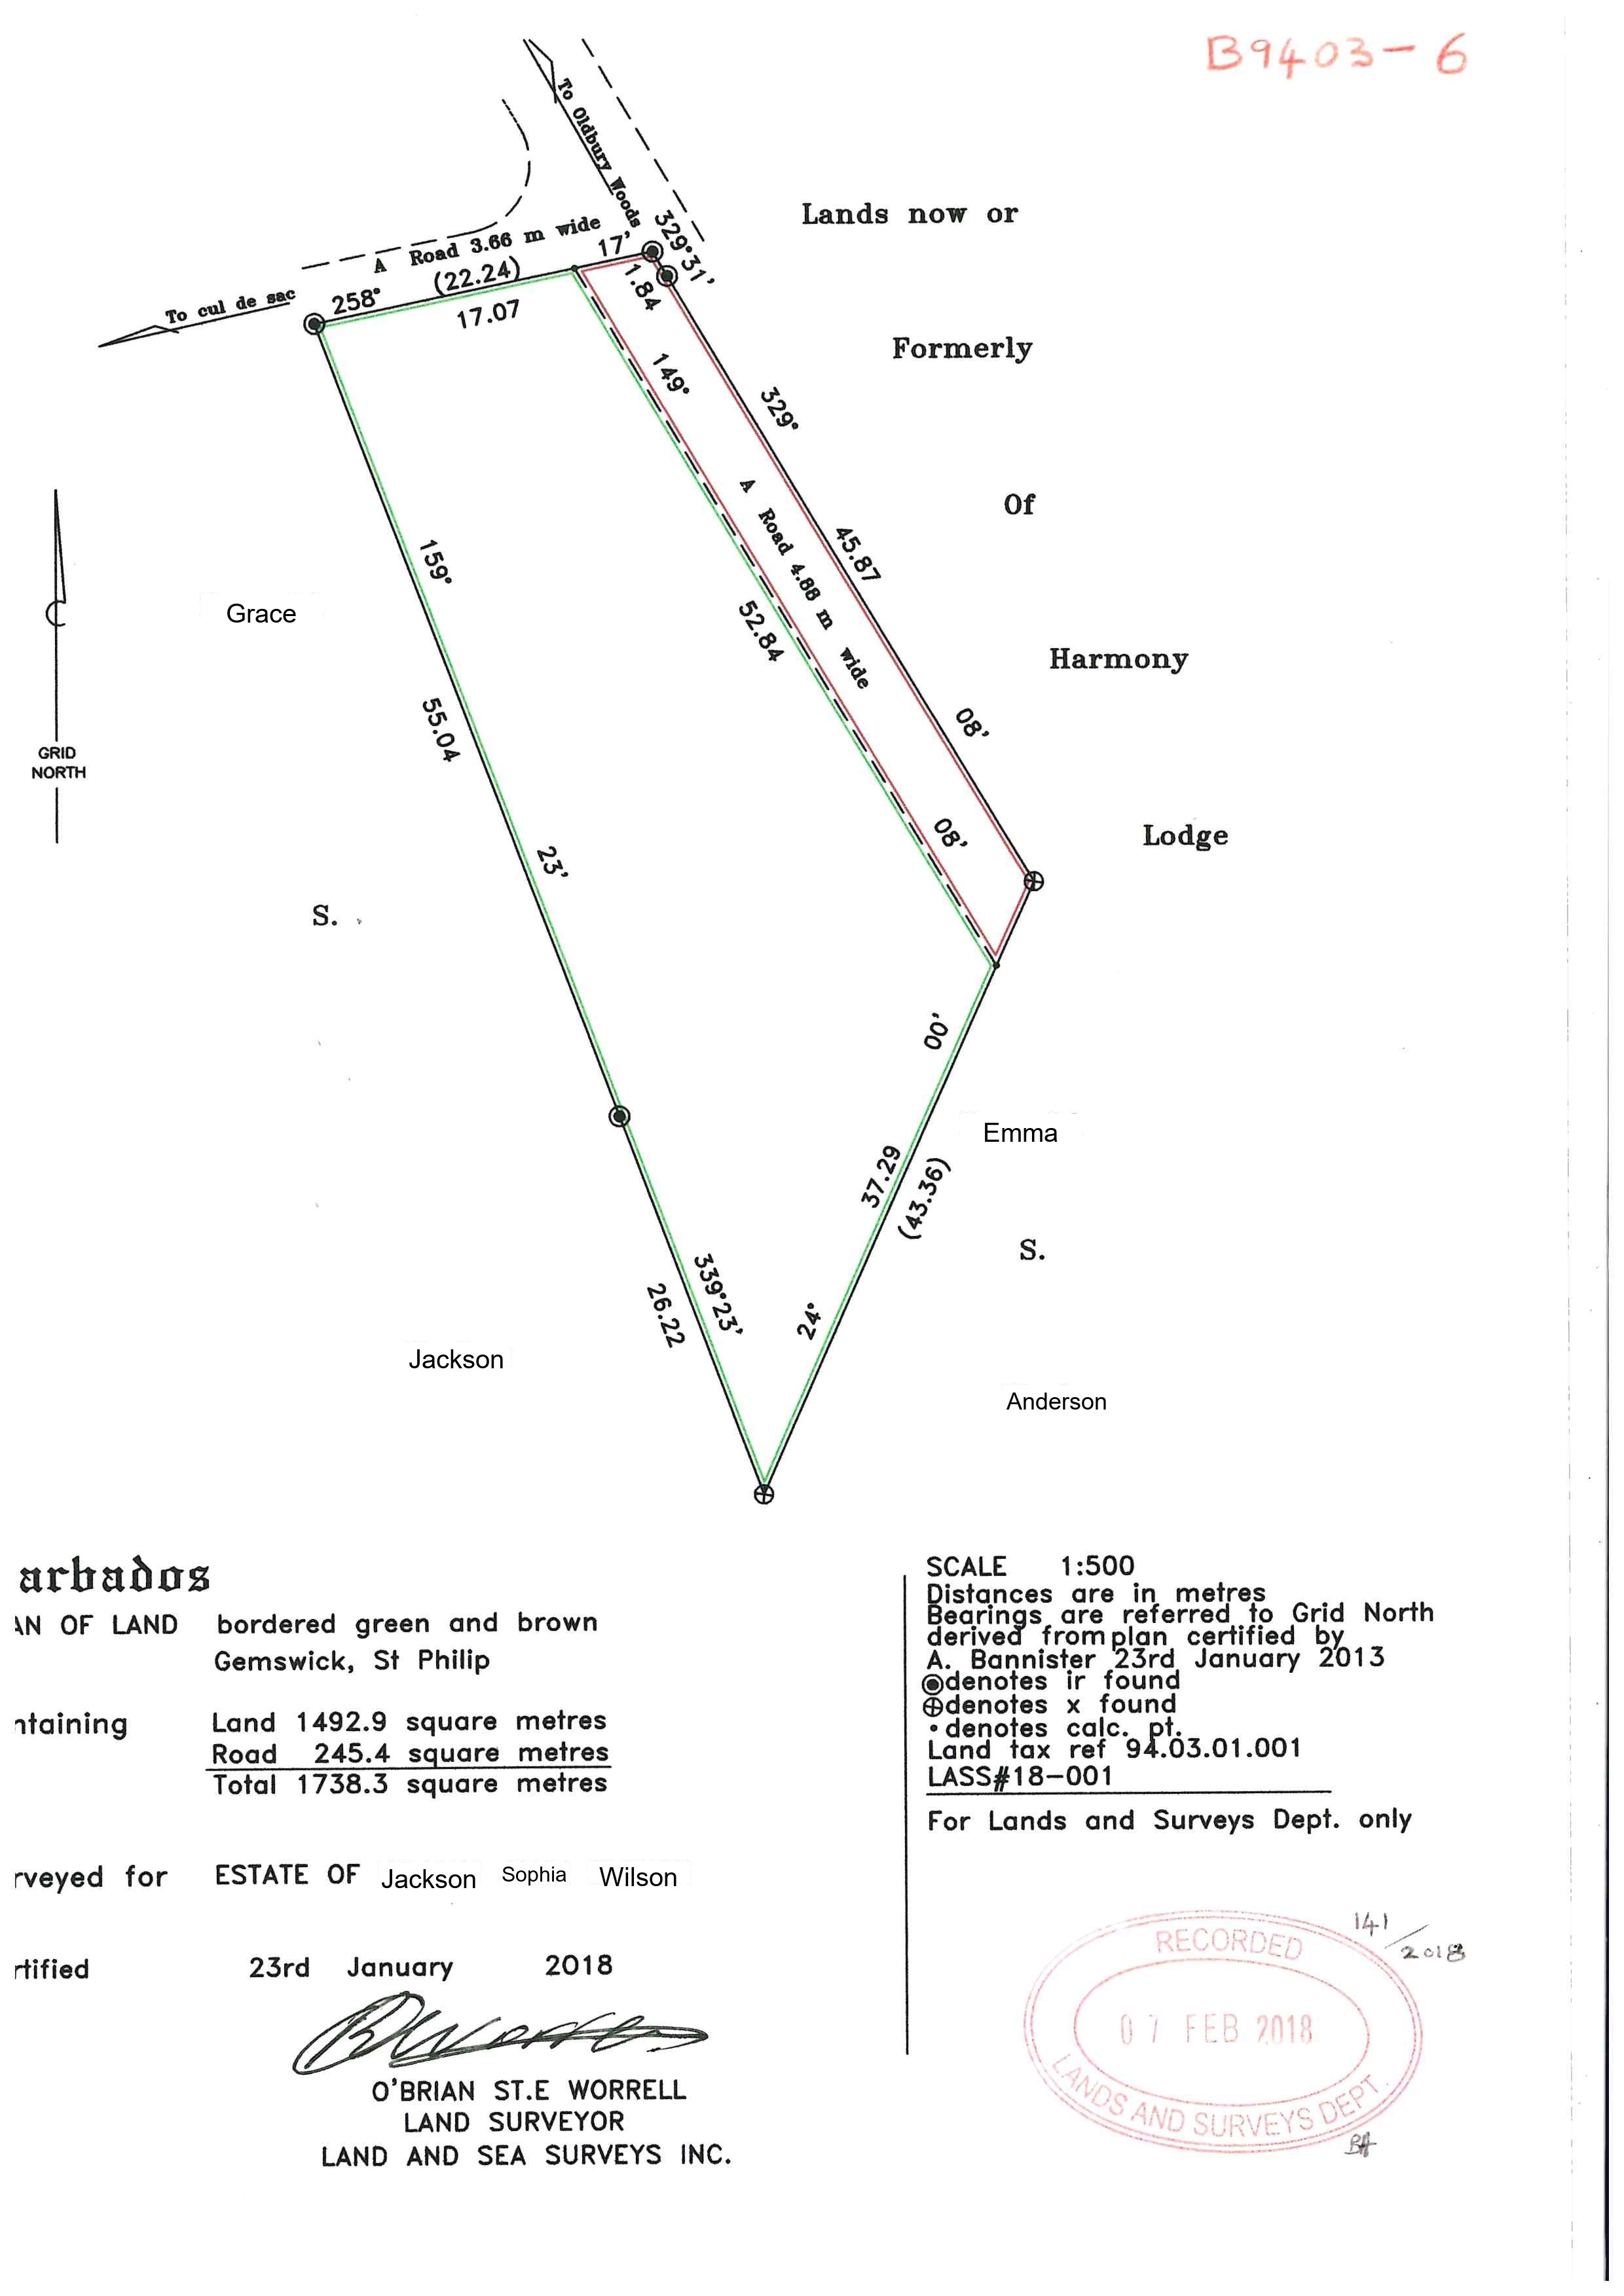 B9403-6
To Oldbury Woods
Lands now or
A Road 3.66 m wide
17'
329°31'
(22.24)
To cul de sac
258°
17.07
1.84
Formerly
149°
329°
A Road 4.88 m wide
Of
45.87
159°
Grace
52.84
Harmony
55.04
08'
GRID
NORTH
08'
Lodge
23'
S.
00'
Emma
37.29
(43.36)
S.
339°23'
26.22
24°
Jackson
Anderson
arbados
AN OF LAND bordered green and brown
Gemswick, St Philip
ntaining Land 1492.9 square metres
Road 245.4 square metres
Total 1738.3 square metres
rveyed for ESTATE OF Jackson Sophia Wilson
rtified 23rd January 2018
O'BRIAN ST.E WORRELL
LAND SURVEYOR
LAND AND SEA SURVEYS INC.
SCALE 1:500
Distances are in metres
Bearings are referred to Grid North
derived from plan certified by
A. Bannister 23rd January 2013
denotes ir found
denotes x found
• denotes calc. pt.
Land tax ref 94.03.01.001
LASS#18-001
For Lands and Surveys Dept. only
141/2018
RECORDED
07 FEB 2018
LANDS AND SURVEYS DEPT.